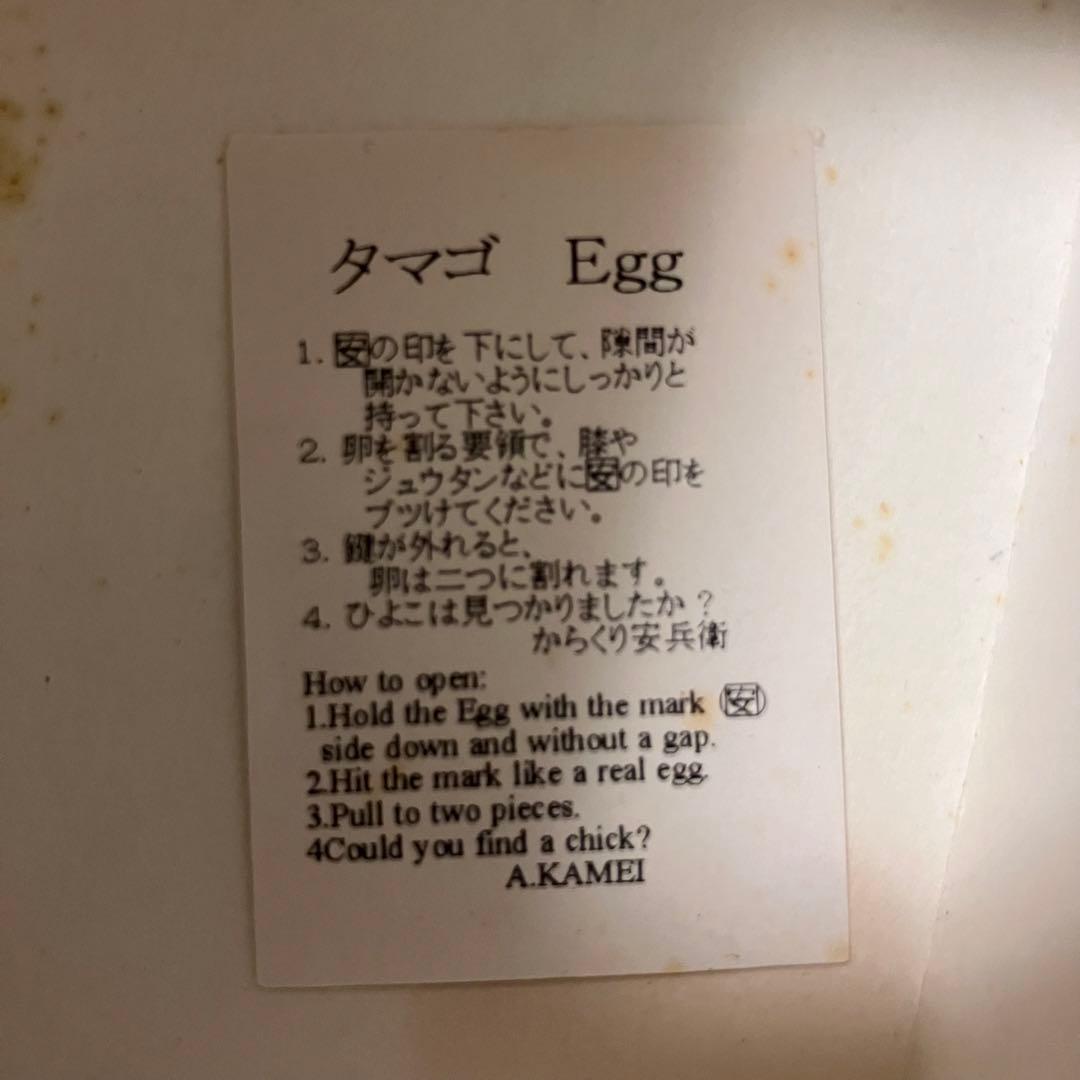 タマゴ　Egg
1. 安の印を下にして、隙間が
開かないようにしっかりと
持って下さい。
2. 卵を割る要領で、膝や
ジュウタンなどに安の印を
ブツけてください。
3. 鍵が外れると、
卵は二つに割れます。
4. ひよこは見つかりましたか？
からくり安兵衛
How to open:
1.Hold the Egg with the mark (安)
side down and without a gap.
2.Hit the mark like a real egg.
3.Pull to two pieces.
4Could you find a chick?
A.KAMEI